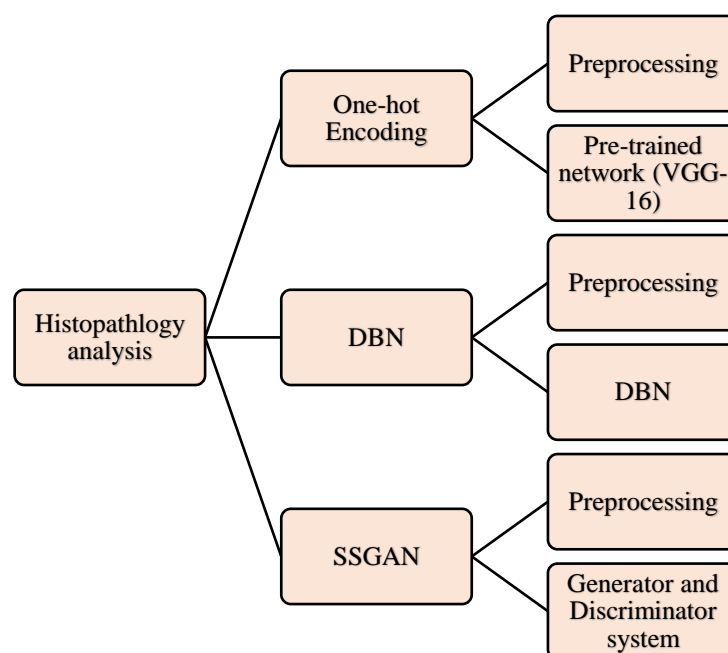 Histopathlogy
analysis
One-hot
Encoding
Preprocessing
Pre-trained
network (VGG-
16)
DBN
Preprocessing
DBN
SSGAN
Preprocessing
Generator and
Discriminator
system